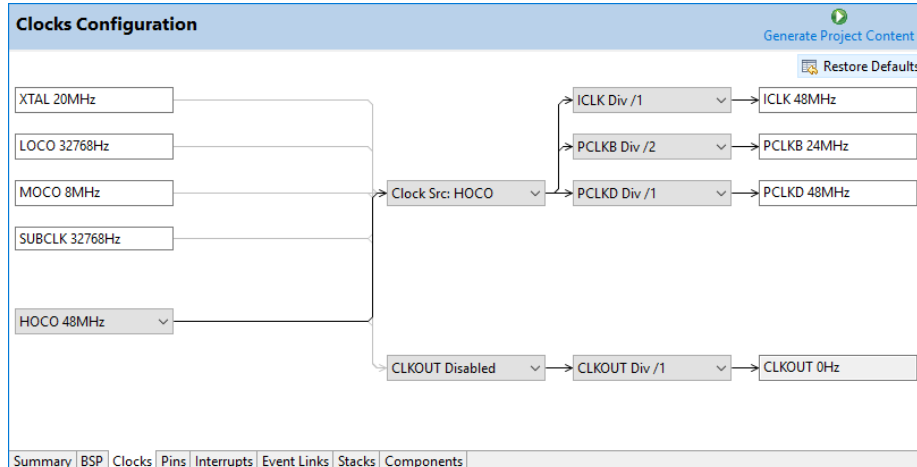 Clocks Configuration
Generate Project Content
Restore Defaults
XTAL 20MHz
ICLK Div /1
ICLK 48MHz
LOCO 32768Hz
PCLKB Div /2
PCLKB 24MHz
MOCO 8MHz
Clock Src: HOCO
PCLKD Div /1
PCLKD 48MHz
SUBCLK 32768Hz
HOCO 48MHz
CLKOUT Disabled
CLKOUT Div /1
CLKOUT 0Hz
Summary BSP Clocks Pins Interrupts Event Links Stacks Components